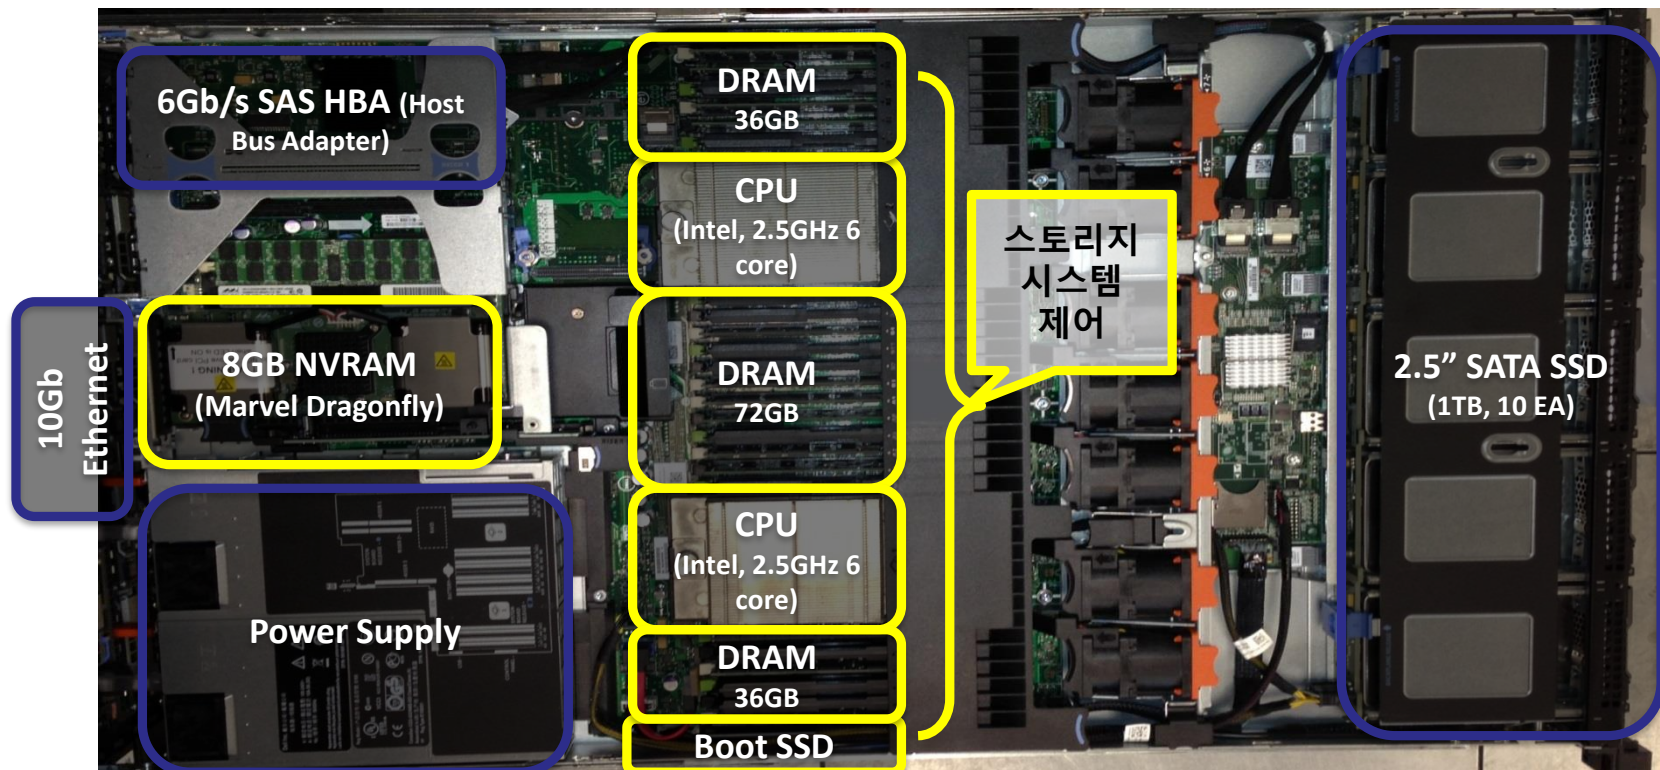 6Gb/s SAS HBA (Host
Bus Adapter)
10Gb
Ethernet
8GB NVRAM
(Marvel Dragonfly)
Power Supply
DRAM
36GB
CPU
(Intel, 2.5GHz 6
core)
DRAM
72GB
CPU
(Intel, 2.5GHz 6
core)
DRAM
36GB
Boot SSD
스토리지
시스템
제어
2.5” SATA SSD
(1TB, 10 EA)